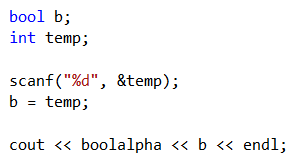 bool b;
int temp;
scanf("%d", &temp);
b = temp;
cout << boolalpha << b << endl;